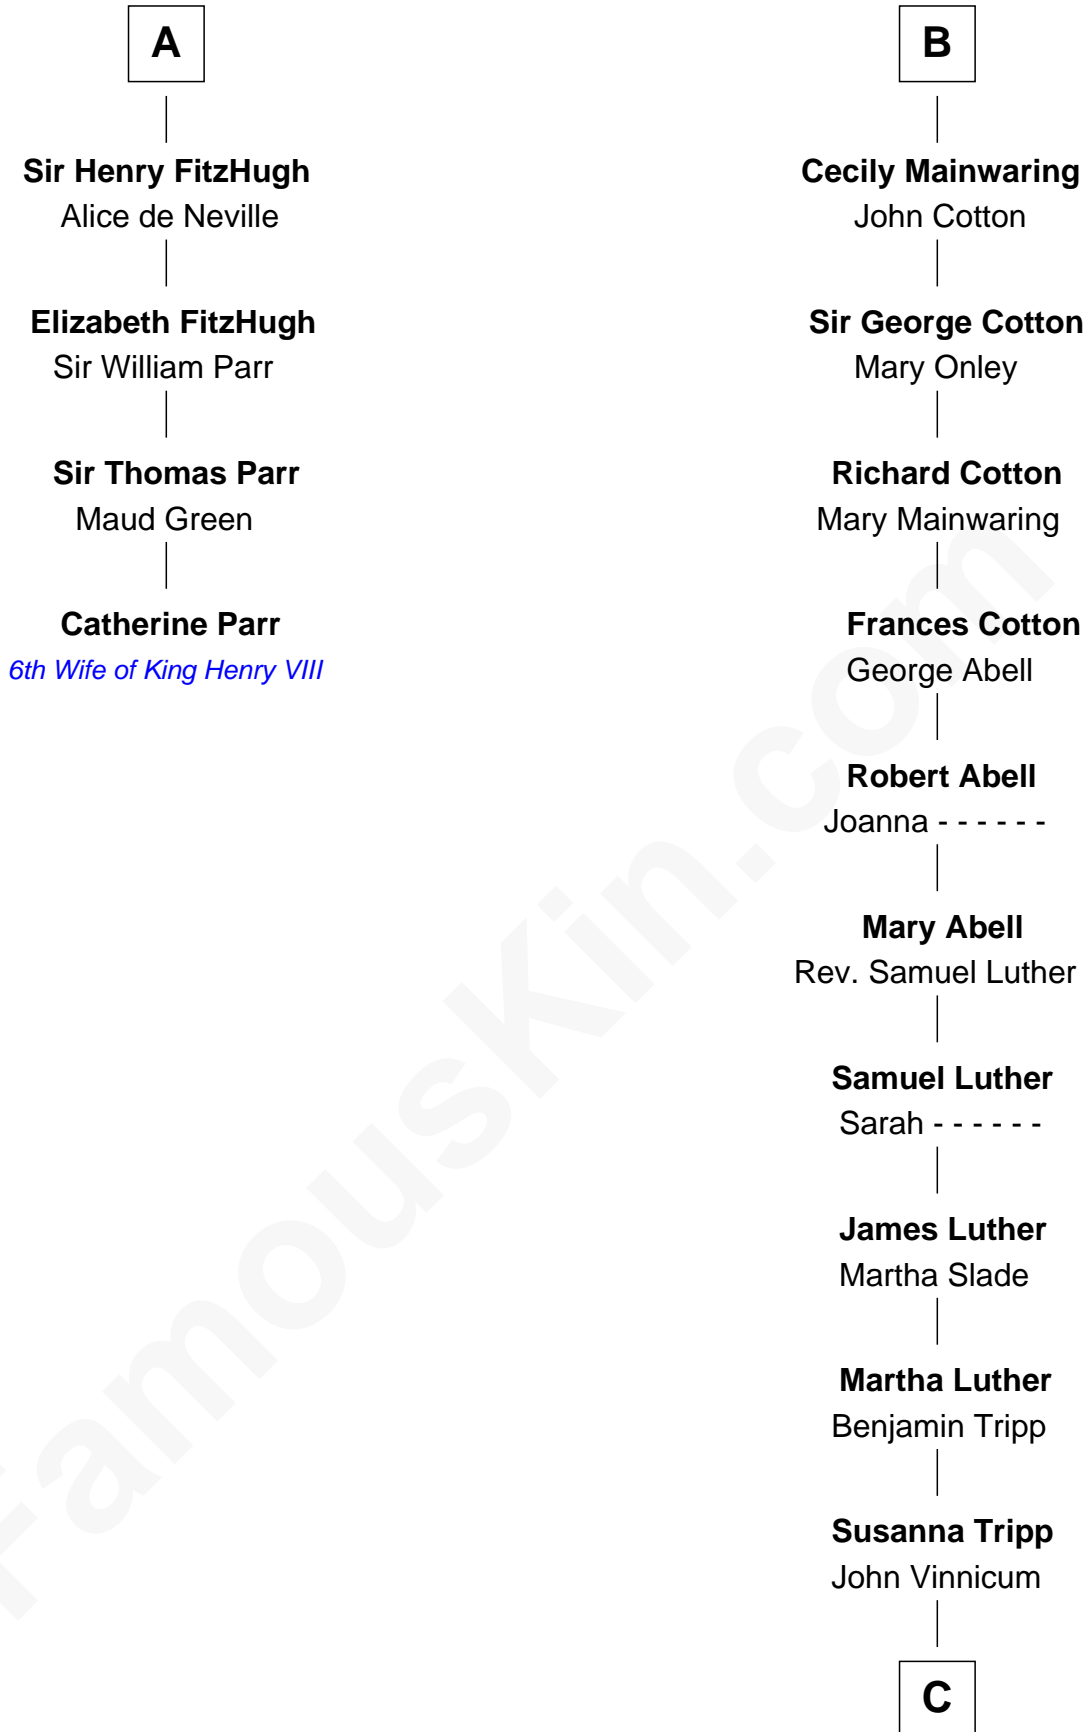 A
Sir Henry FitzHugh
Alice de Neville
Elizabeth FitzHugh
Sir William Parr
Sir Thomas Parr
Maud Green
Catherine Parr
6th Wife of King Henry VIII
B
Cecily Mainwaring
John Cotton
Sir George Cotton
Mary Onley
Richard Cotton
Mary Mainwaring
Frances Cotton
George Abell
Robert Abell
Joanna - - - - - -
Mary Abell
Rev. Samuel Luther
Samuel Luther
Sarah - - - - - -
James Luther
Martha Slade
Martha Luther
Benjamin Tripp
Susanna Tripp
John Vinnicum
C
FamousKin.com